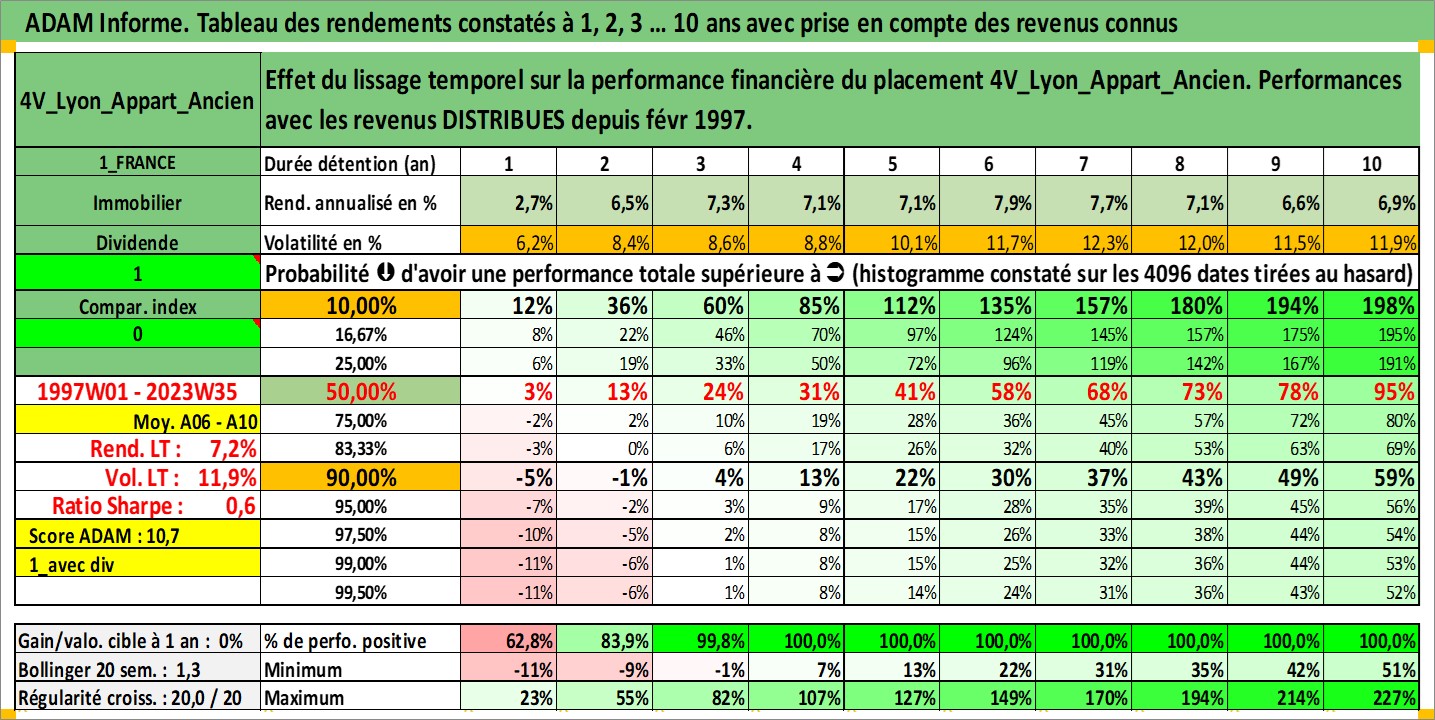 ADAM Informe. Tableau des rendements constatés à 1, 2, 3 ... 10 ans avec prise en compte des revenus connus
4V_Lyon_Appart_Ancien
Effet du lissage temporel sur la performance financière du placement 4V_Lyon_Appart_Ancien. Performances
avec les revenus DISTRIBUES depuis févr 1997.
1_FRANCE Durée détention (an) 1 2 3 4 5 6 7 8 9 10
Immobilier Rend. annualisé en % 2,7% 6,5% 7,3% 7,1% 7,1% 7,9% 7,7% 7,1% 6,6% 6,9%
Dividende Volatilité en % 6,2% 8,4% 8,6% 8,8% 10,1% 11,7% 12,3% 12,0% 11,5% 11,9%
1 Probabilité ⬇ d'avoir une performance totale supérieure à ➲ (histogramme constaté sur les 4096 dates tirées au hasard)
Compar. index 10,00% 12% 36% 60% 85% 112% 135% 157% 180% 194% 198%
0 16,67% 8% 22% 46% 70% 97% 124% 145% 157% 175% 195%
25,00% 6% 19% 33% 50% 72% 96% 119% 142% 167% 191%
1997W01 - 2023W35 50,00% 3% 13% 24% 31% 41% 58% 68% 73% 78% 95%
Moy. A06 - A10 75,00% -2% 2% 10% 19% 28% 36% 45% 57% 72% 80%
Rend. LT : 7,2% 83,33% -3% 0% 6% 17% 26% 32% 40% 53% 63% 69%
Vol. LT : 11,9% 90,00% -5% -1% 4% 13% 22% 30% 37% 43% 49% 59%
Ratio Sharpe : 0,6 95,00% -7% -2% 3% 9% 17% 28% 35% 39% 45% 56%
Score ADAM : 10,7 97,50% -10% -5% 2% 8% 15% 26% 33% 38% 44% 54%
1_avec div 99,00% -11% -6% 1% 8% 15% 25% 32% 36% 44% 53%
99,50% -11% -6% 1% 8% 14% 24% 31% 36% 43% 52%
Gain/valo. cible à 1 an : 0% % de perfo. positive 62,8% 83,9% 99,8% 100,0% 100,0% 100,0% 100,0% 100,0% 100,0% 100,0%
Bollinger 20 sem. : 1,3 Minimum -11% -9% -1% 7% 13% 22% 31% 35% 42% 51%
Régularité croiss. : 20,0 / 20 Maximum 23% 55% 82% 107% 127% 149% 170% 194% 214% 227%